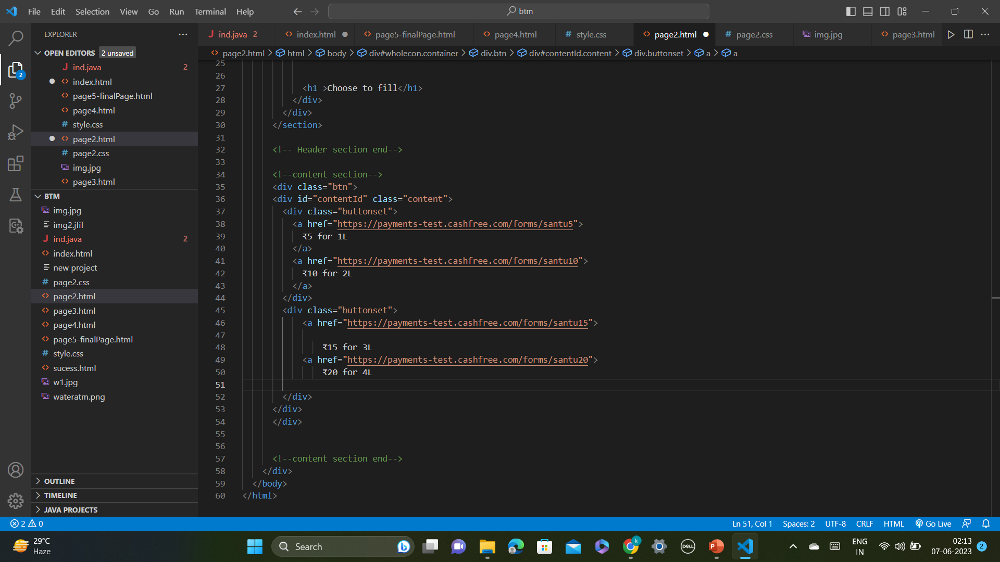 File Edit Selection View Go Run Terminal Help
btm
EXPLORER
OPEN EDITORS 2 unsaved
ind.java 2
index.html
page5-finalPage.html
page4.html
style.css
page2.html
page2.css
img.jpg
page3.html
BTM
img.jpg
img2.jfif
ind.java 2
index.html
new project
page2.css
page2.html
page3.html
page4.html
page5-finalPage.html
style.css
sucess.html
w1.jpg
wateratm.png
OUTLINE
TIMELINE
JAVA PROJECTS
2
ind.java 2 index.html page5-finalPage.html page4.html style.css page2.html page2.css img.jpg page3.html
page2.html > html > body > div#wholecon.container > div.btn > div#contentId.content > div.buttonset > a > a
25
26
27 <h1 >Choose to fill</h1>
28 </div>
29 </div>
30 </section>
31
32 <!-- Header section end-->
33
34 <!--content section-->
35 <div class="btn">
36 <div id="contentId" class="content">
37 <div class="buttonset">
38 <a href="https://payments-test.cashfree.com/forms/santu5">
39 ₹5 for 1L
40 </a>
41 <a href="https://payments-test.cashfree.com/forms/santu10">
42 ₹10 for 2L
43 </a>
44 </div>
45 <div class="buttonset">
46 <a href="https://payments-test.cashfree.com/forms/santu15">
47
48 ₹15 for 3L
49 <a href="https://payments-test.cashfree.com/forms/santu20">
50 ₹20 for 4L
51
52 </div>
53 </div>
54 </div>
55
56
57 <!--content section end-->
58 </div>
59 </body>
60 </html>
2 0
Ln 51, Col 1 Spaces: 2 UTF-8 CRLF HTML Go Live
29°C
Haze
Search
k
DELL
P
ENG
IN
02:13
07-06-2023
2